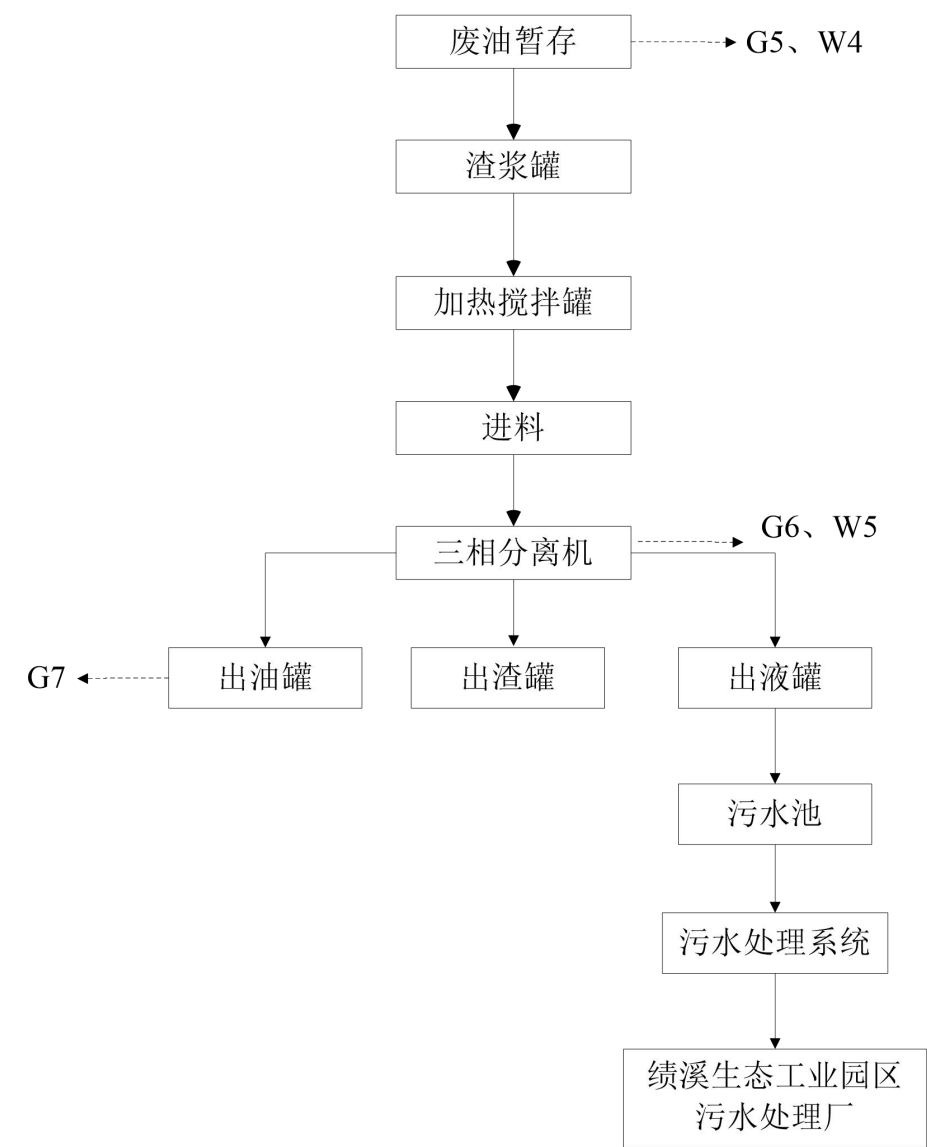 废油暂存
G5、W4
渣浆罐
加热搅拌罐
进料
三相分离机
G6、W5
G7
出油罐
出渣罐
出液罐
污水池
污水处理系统
绩溪生态工业园区
污水处理厂